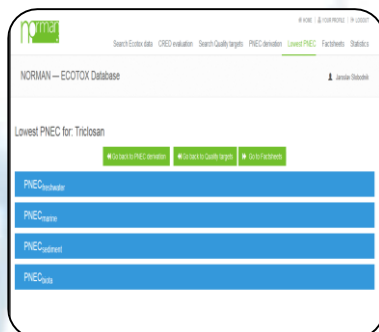 norman
HOME | YOUR PROFILE | LOGOUT
Search Ecotox data CRED evaluation Search Quality targets PNEC derivation Lowest PNEC Factsheets Statistics
NORMAN — ECOTOX Database
Jaroslav Slobodnik
Lowest PNEC for: Triclosan
Go back to PNEC derivation Go back to Quality targets Go to Factsheets
PNECfreshwater
PNECmarine
PNECsediment
PNECbiota